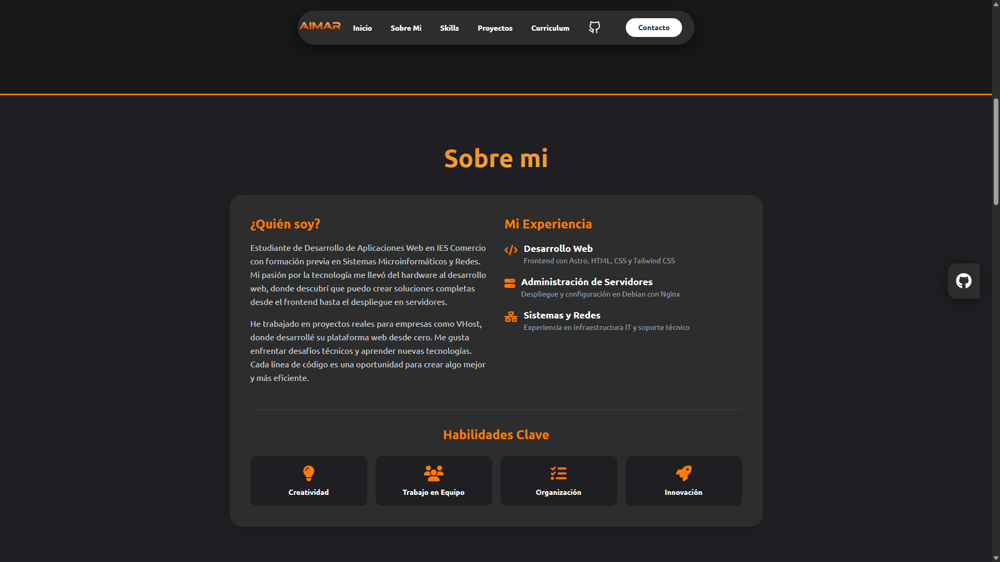 AIMAR
Inicio
Sobre Mi
Skills
Proyectos
Curriculum
Contacto
Sobre mi
¿Quién soy?
Estudiante de Desarrollo de Aplicaciones Web en IES Comercio
con formación previa en Sistemas Microinformáticos y Redes.
Mi pasión por la tecnología me llevó del hardware al desarrollo
web, donde descubrí que puedo crear soluciones completas
desde el frontend hasta el despliegue en servidores.
He trabajado en proyectos reales para empresas como VHost,
donde desarrollé su plataforma web desde cero. Me gusta
enfrentar desafíos técnicos y aprender nuevas tecnologías.
Cada línea de código es una oportunidad para crear algo mejor
y más eficiente.
Mi Experiencia
Desarrollo Web
Frontend con Astro, HTML, CSS y Tailwind CSS
Administración de Servidores
Despliegue y configuración en Debian con Nginx
Sistemas y Redes
Experiencia en infraestructura IT y soporte técnico
Habilidades Clave
Creatividad
Trabajo en Equipo
Organización
Innovación